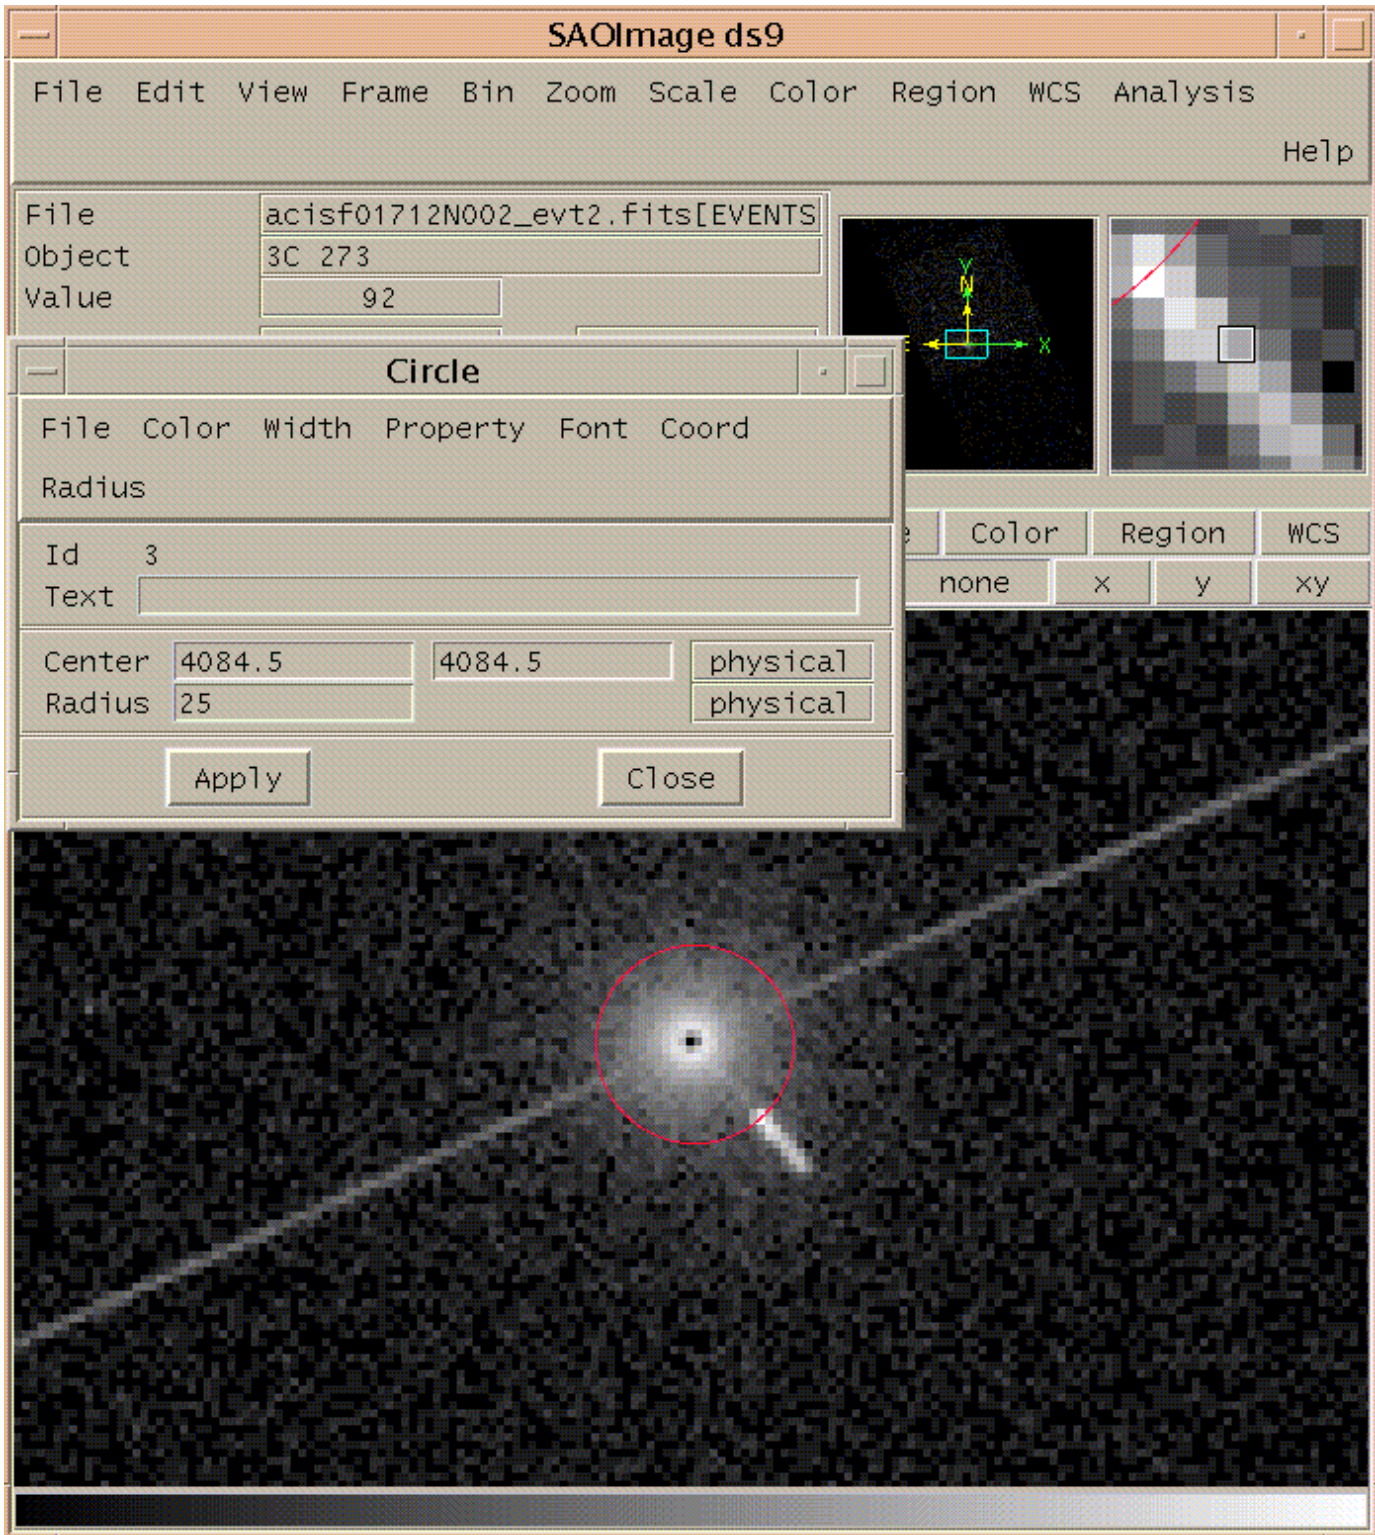 SAOImage ds9
File Edit View Frame Bin Zoom Scale Color Region WCS Analysis
Help
File acisf01712N002_evt2.fits[EVENTS
Object 3C 273
Value 92
Y
N
X
Circle
File Color Width Property Font Coord
Radius
Color Region WCS
Id 3
none x y xy
Text
Center 4084.5 4084.5 physical
Radius 25 physical
Apply Close